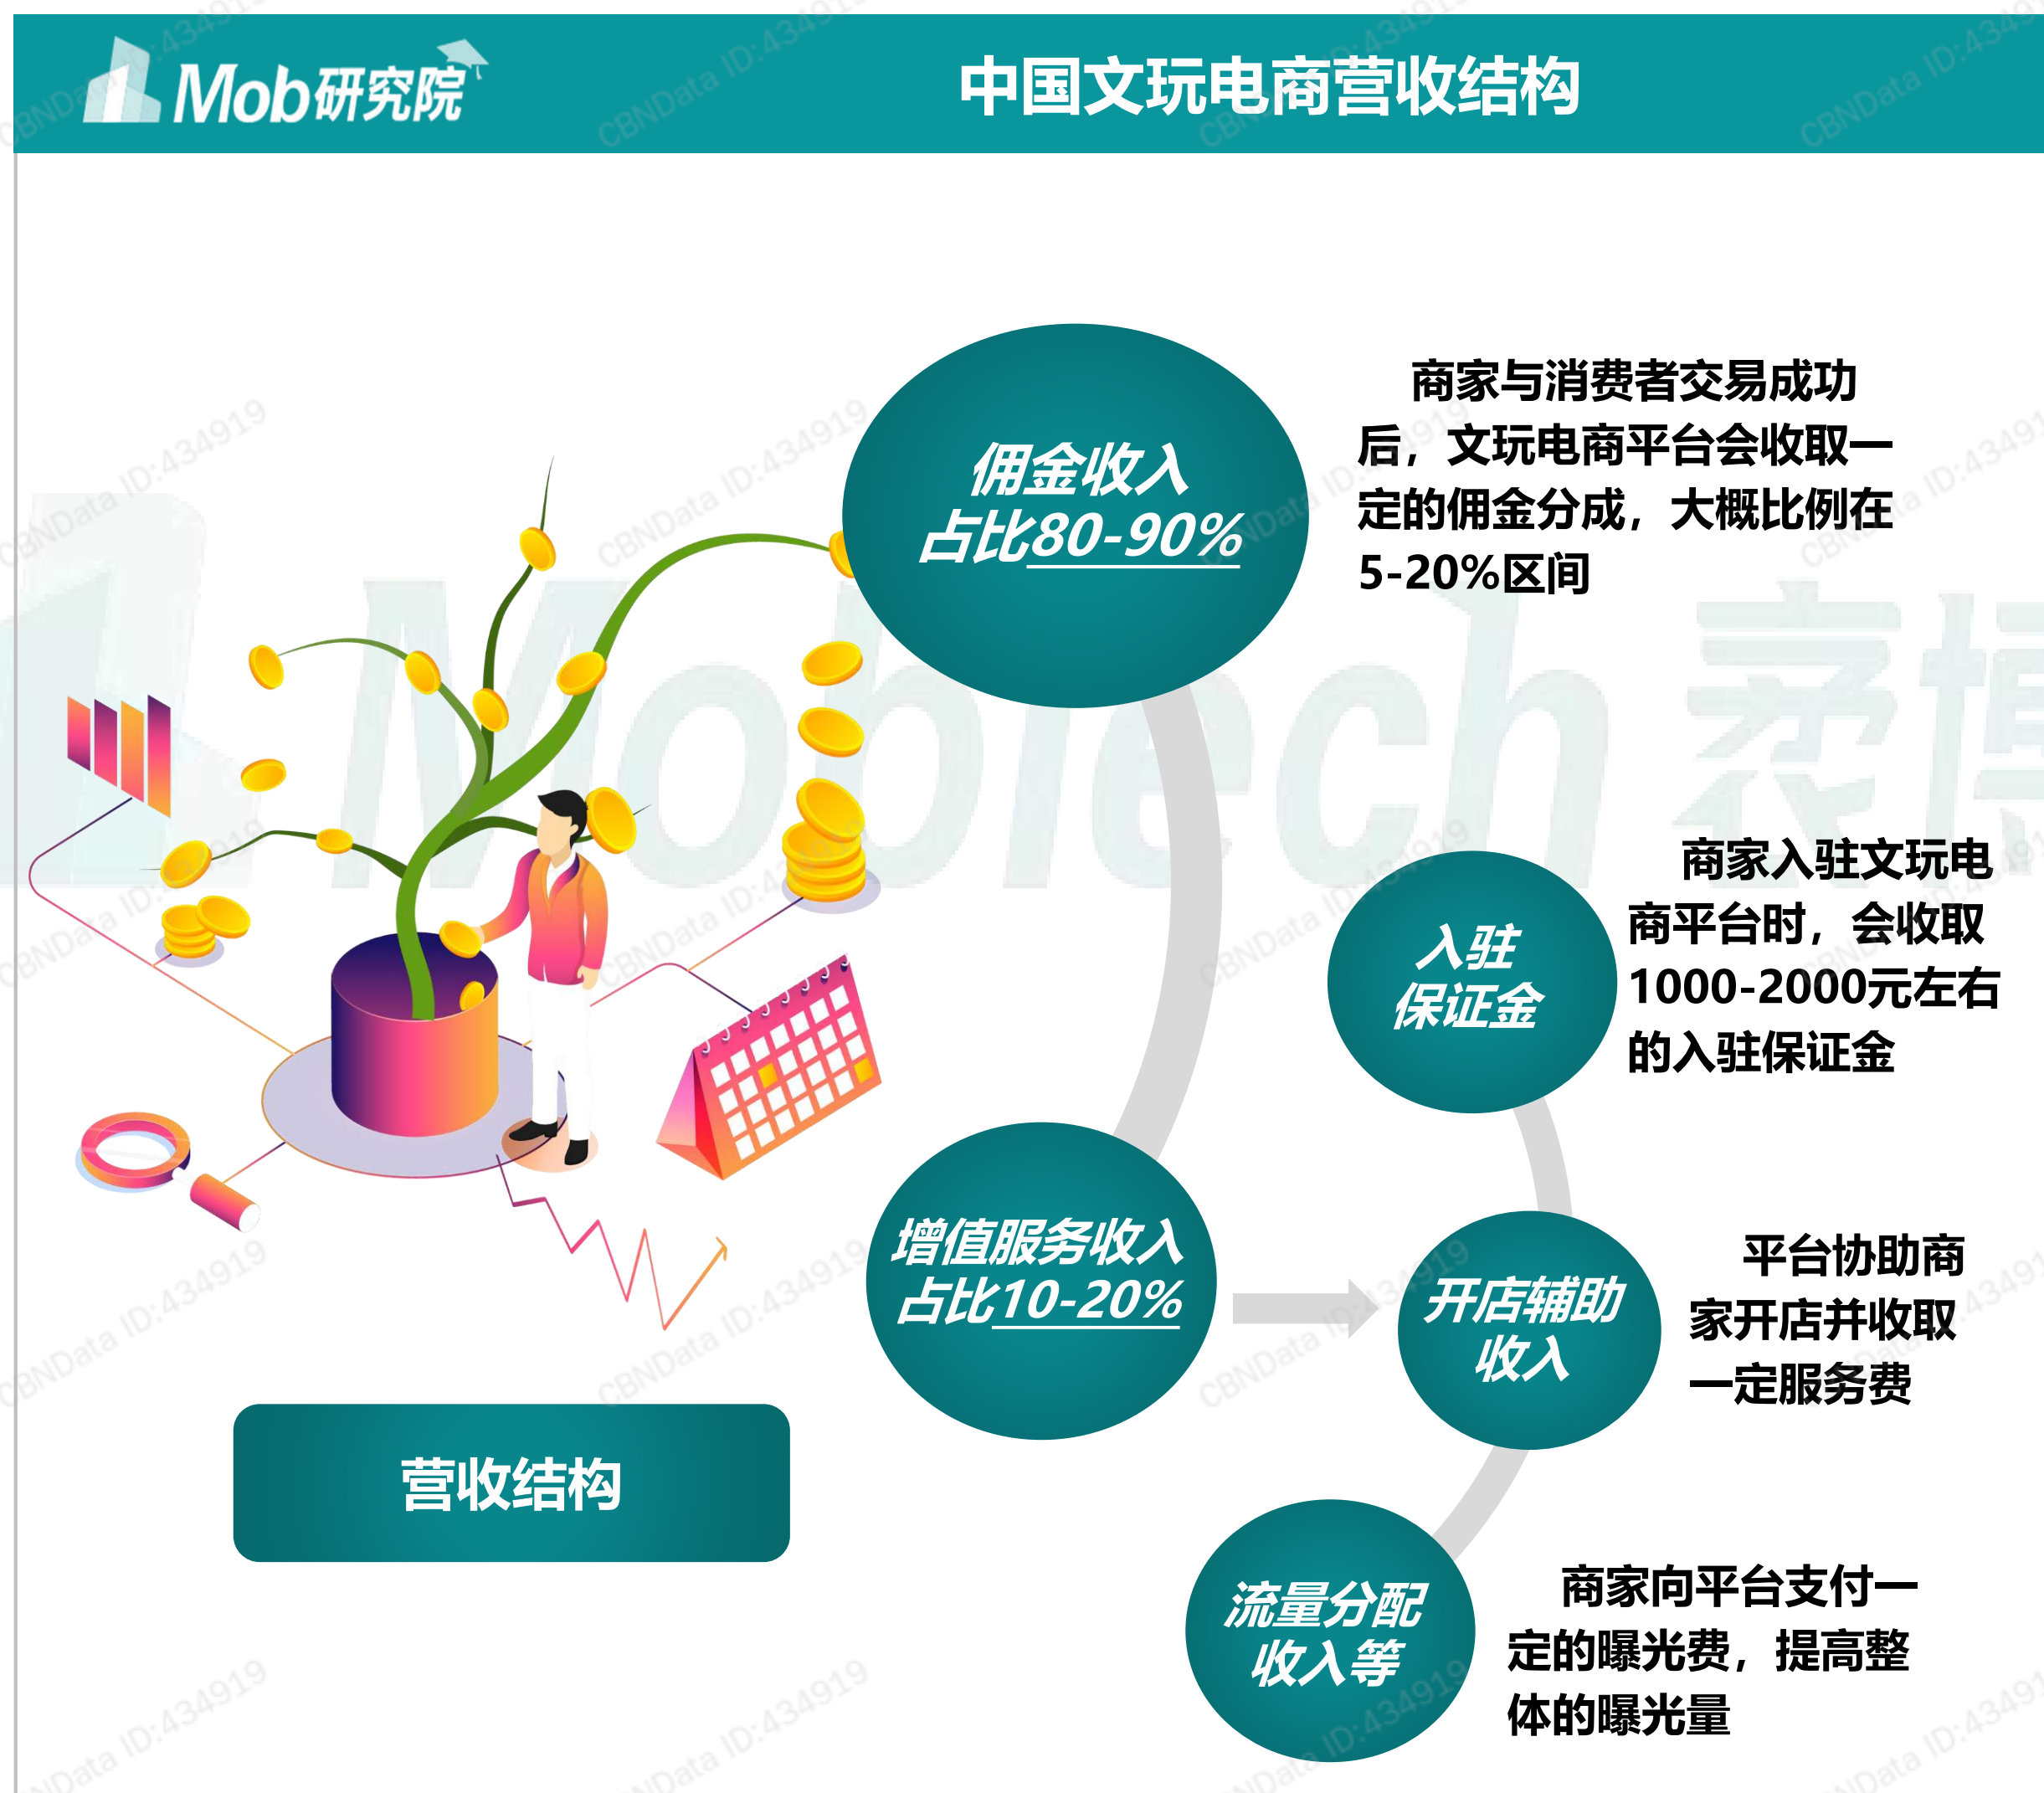 Mob研究院
中国文玩电商营收结构
佣金收入
占比80-90%
商家与消费者交易成功
后，文玩电商平台会收取一
定的佣金分成，大概比例在
5-20%区间
入驻
保证金
商家入驻文玩电
商平台时，会收取
1000-2000元左右
的入驻保证金
增值服务收入
占比10-20%
开店辅助
收入
平台协助商
家开店并收取
一定服务费
营收结构
流量分配
收入等
商家向平台支付一
定的曝光费，提高整
体的曝光量
MobTech 袤博
CBNData ID:434919